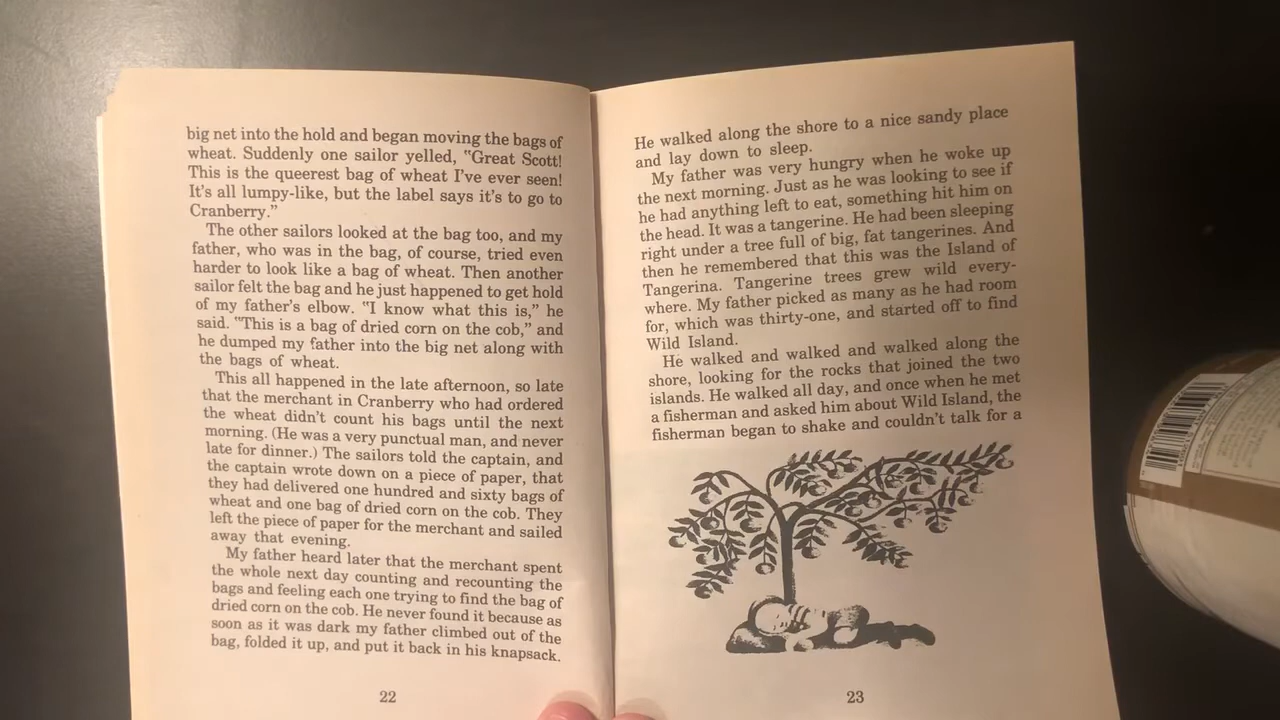 big net into the hold and began moving the bags of
wheat. Suddenly one sailor yelled, "Great Scott!
This is the queerest bag of wheat I've ever seen!
It's all lumpy-like, but the label says it's to go to
Cranberry."
The other sailors looked at the bag too, and my
father, who was in the bag, of course, tried even
harder to look like a bag of wheat. Then another
sailor felt the bag and he just happened to get hold
of my father's elbow. "I know what this is," he
said. "This is a bag of dried corn on the cob," and
he dumped my father into the big net along with
the bags of wheat.
This all happened in the late afternoon, so late
that the merchant in Cranberry who had ordered
the wheat didn't count his bags until the next
morning. (He was a very punctual man, and never
late for dinner.) The sailors told the captain, and
the captain wrote down on a piece of paper, that
they had delivered one hundred and sixty bags of
wheat and one bag of dried corn on the cob. They
left the piece of paper for the merchant and sailed
away that evening.
My father heard later that the merchant spent
the whole next day counting and recounting the
bags and feeling each one trying to find the bag of
dried corn on the cob. He never found it because as
soon as it was dark my father climbed out of the
bag, folded it up, and put it back in his knapsack.
22
He walked along the shore to a nice sandy place
and lay down to sleep.
My father was very hungry when he woke up
the next morning. Just as he was looking to see if
he had anything left to eat, something hit him on
the head. It was a tangerine. He had been sleeping
right under a tree full of big, fat tangerines. And
then he remembered that this was the Island of
Tangerina. Tangerine trees grew wild every-
where. My father picked as many as he had room
for, which was thirty-one, and started off to find
Wild Island.
He walked and walked and walked along the
shore, looking for the rocks that joined the two
islands. He walked all day, and once when he met
a fisherman and asked him about Wild Island, the
fisherman began to shake and couldn't talk for a
23